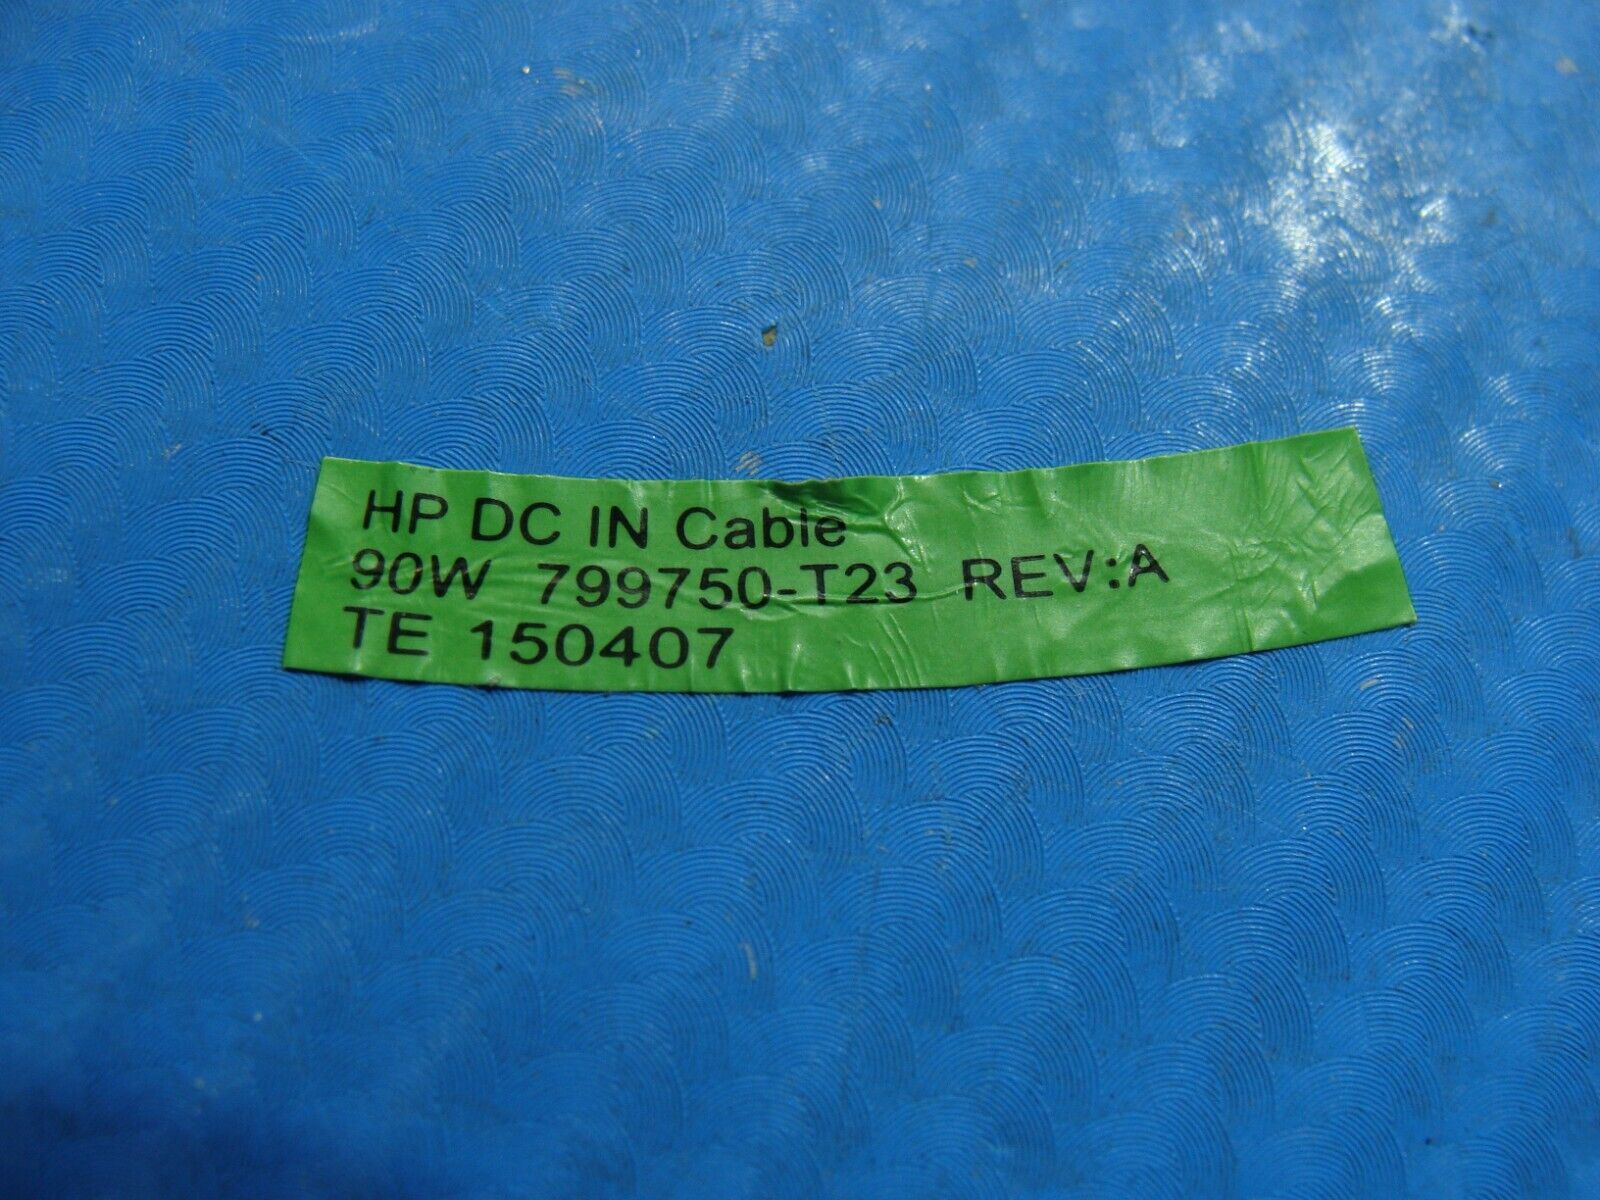 HP DC IN Cable
90W 799750-T23 REV:A
TE 150407